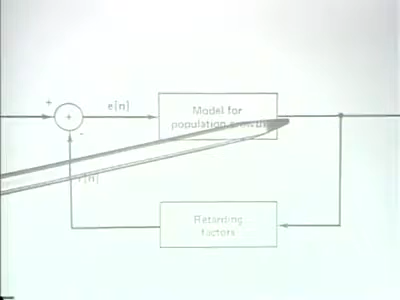 +
e[n]
Model for
population growth
+
-
r[n]
Retarding
factors